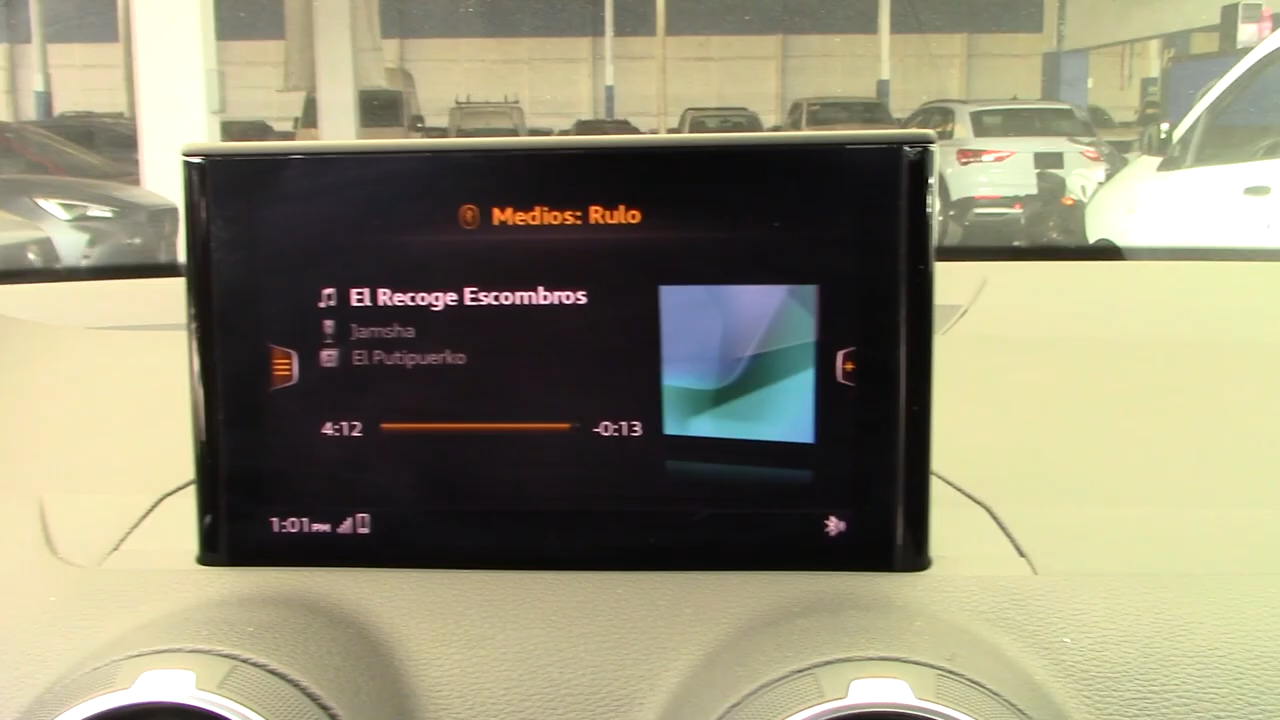 Medios: Rulo
El Recoge Escombros
Jamsha
El Putipuerko
4:12
-0:13
1:01PM